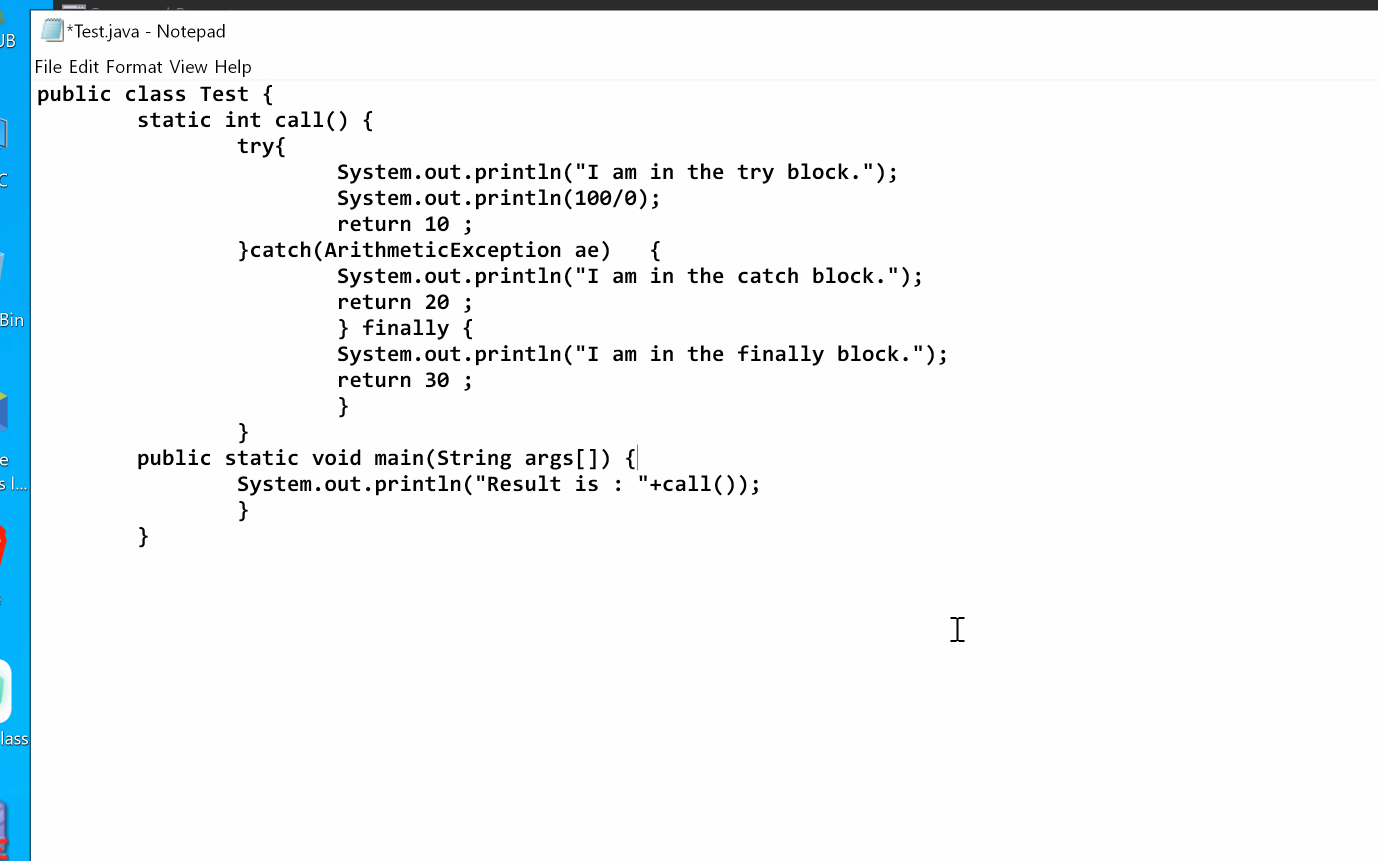 UB
*Test.java - Notepad
File Edit Format View Help
public class Test {
static int call() {
try{
System.out.println("I am in the try block.");
System.out.println(100/0);
return 10 ;
}catch(ArithmeticException ae)   {
System.out.println("I am in the catch block.");
return 20 ;
} finally {
System.out.println("I am in the finally block.");
return 30 ;
}
}
public static void main(String args[]) {
System.out.println("Result is : "+call());
}
}
C
Bin
e
s I...
lass